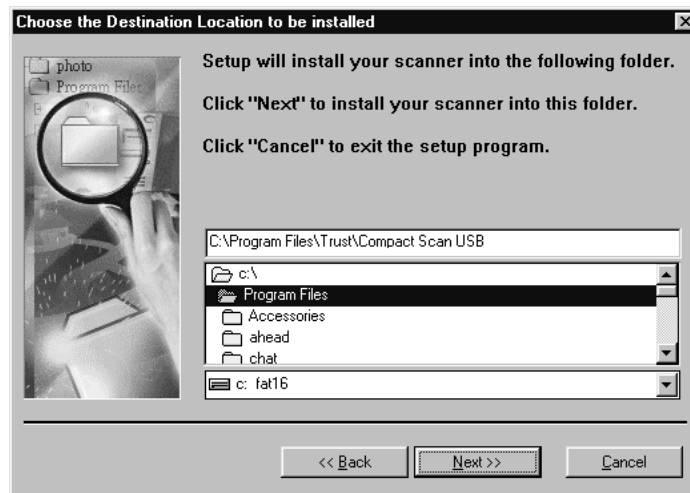 Choose the Destination Location to be installed
photo
Program Files
Setup will install your scanner into the following folder.
Click "Next" to install your scanner into this folder.
Click "Cancel" to exit the setup program.
C:\Program Files\Trust\Compact Scan USB
c:\
Program Files
Accessories
ahead
chat
c: fat16
<< Back
Next >>
Cancel